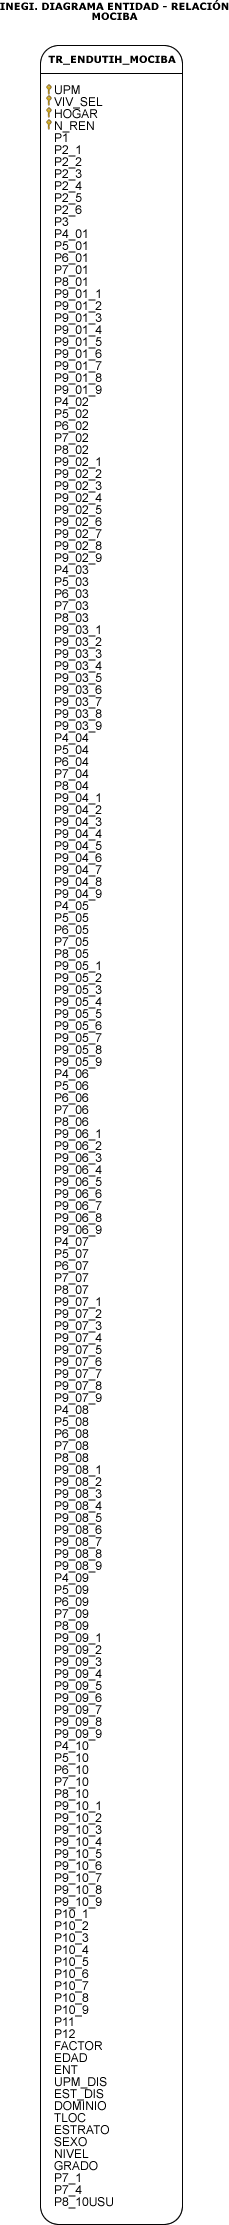 INEGI. DIAGRAMA ENTIDAD - RELACIÓN
MOCIBA
TR_ENDUTIH_MOCIBA
UPM
VIV_SEL
HOGAR
N_REN
P1
P2_1
P2_2
P2_3
P2_4
P2_5
P2_6
P3
P4_01
P5_01
P6_01
P7_01
P8_01
P9_01_1
P9_01_2
P9_01_3
P9_01_4
P9_01_5
P9_01_6
P9_01_7
P9_01_8
P9_01_9
P4_02
P5_02
P6_02
P7_02
P8_02
P9_02_1
P9_02_2
P9_02_3
P9_02_4
P9_02_5
P9_02_6
P9_02_7
P9_02_8
P9_02_9
P4_03
P5_03
P6_03
P7_03
P8_03
P9_03_1
P9_03_2
P9_03_3
P9_03_4
P9_03_5
P9_03_6
P9_03_7
P9_03_8
P9_03_9
P4_04
P5_04
P6_04
P7_04
P8_04
P9_04_1
P9_04_2
P9_04_3
P9_04_4
P9_04_5
P9_04_6
P9_04_7
P9_04_8
P9_04_9
P4_05
P5_05
P6_05
P7_05
P8_05
P9_05_1
P9_05_2
P9_05_3
P9_05_4
P9_05_5
P9_05_6
P9_05_7
P9_05_8
P9_05_9
P4_06
P5_06
P6_06
P7_06
P8_06
P9_06_1
P9_06_2
P9_06_3
P9_06_4
P9_06_5
P9_06_6
P9_06_7
P9_06_8
P9_06_9
P4_07
P5_07
P6_07
P7_07
P8_07
P9_07_1
P9_07_2
P9_07_3
P9_07_4
P9_07_5
P9_07_6
P9_07_7
P9_07_8
P9_07_9
P4_08
P5_08
P6_08
P7_08
P8_08
P9_08_1
P9_08_2
P9_08_3
P9_08_4
P9_08_5
P9_08_6
P9_08_7
P9_08_8
P9_08_9
P4_09
P5_09
P6_09
P7_09
P8_09
P9_09_1
P9_09_2
P9_09_3
P9_09_4
P9_09_5
P9_09_6
P9_09_7
P9_09_8
P9_09_9
P4_10
P5_10
P6_10
P7_10
P8_10
P9_10_1
P9_10_2
P9_10_3
P9_10_4
P9_10_5
P9_10_6
P9_10_7
P9_10_8
P9_10_9
P10_1
P10_2
P10_3
P10_4
P10_5
P10_6
P10_7
P10_8
P10_9
P11
P12
FACTOR
EDAD
ENT
UPM_DIS
EST_DIS
DOMINIO
TLOC
ESTRATO
SEXO
NIVEL
GRADO
P7_1
P7_4
P8_10USU